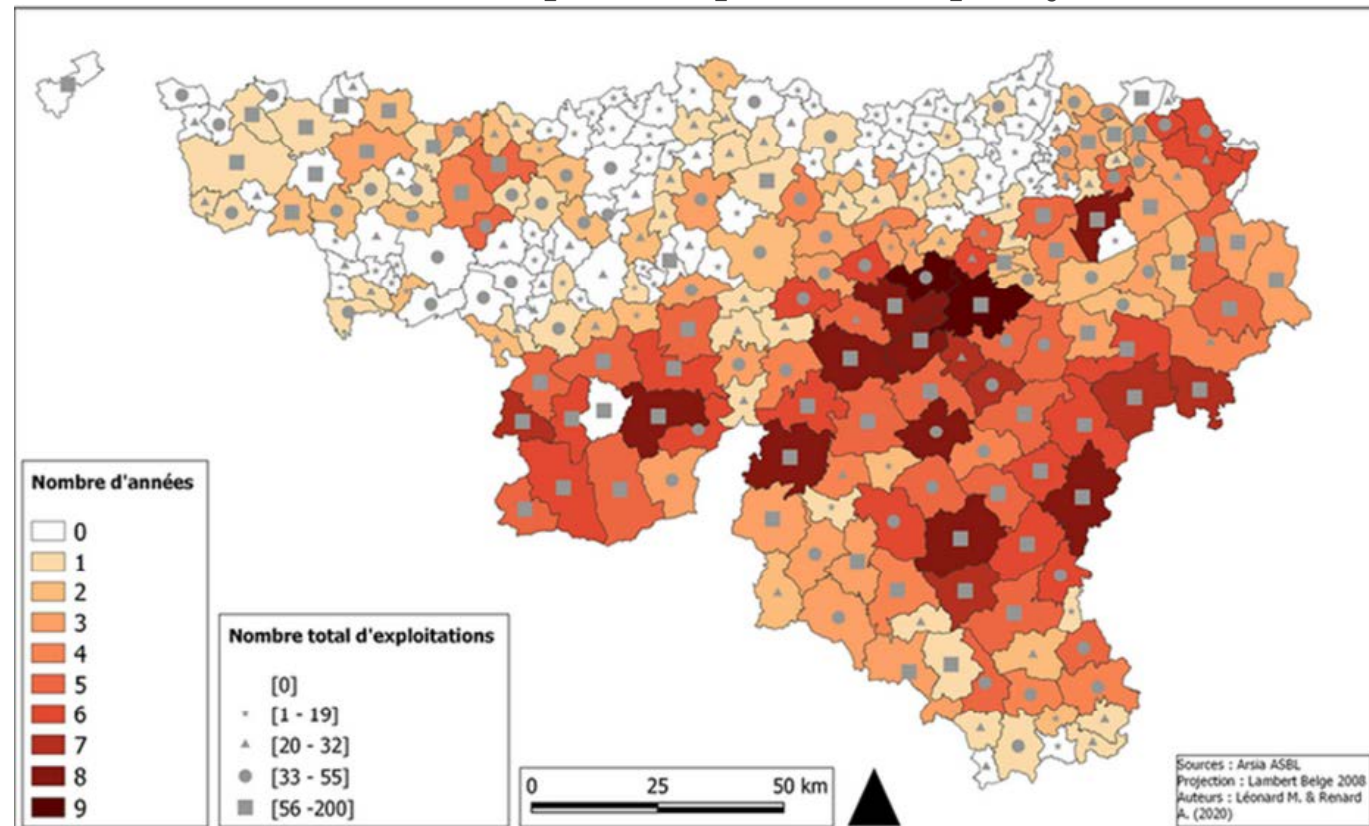 Nombre d'années
0
1
2
3
4
5
6
7
8
9
Nombre total d'exploitations
[0]
[1 - 19]
[20 - 32]
[33 - 55]
[56 -200]
0 25 50 km
Sources : Arsia ASBL
Projection : Lambert Belge 2008
Auteurs : Léonard M. & Renard
A. (2020)